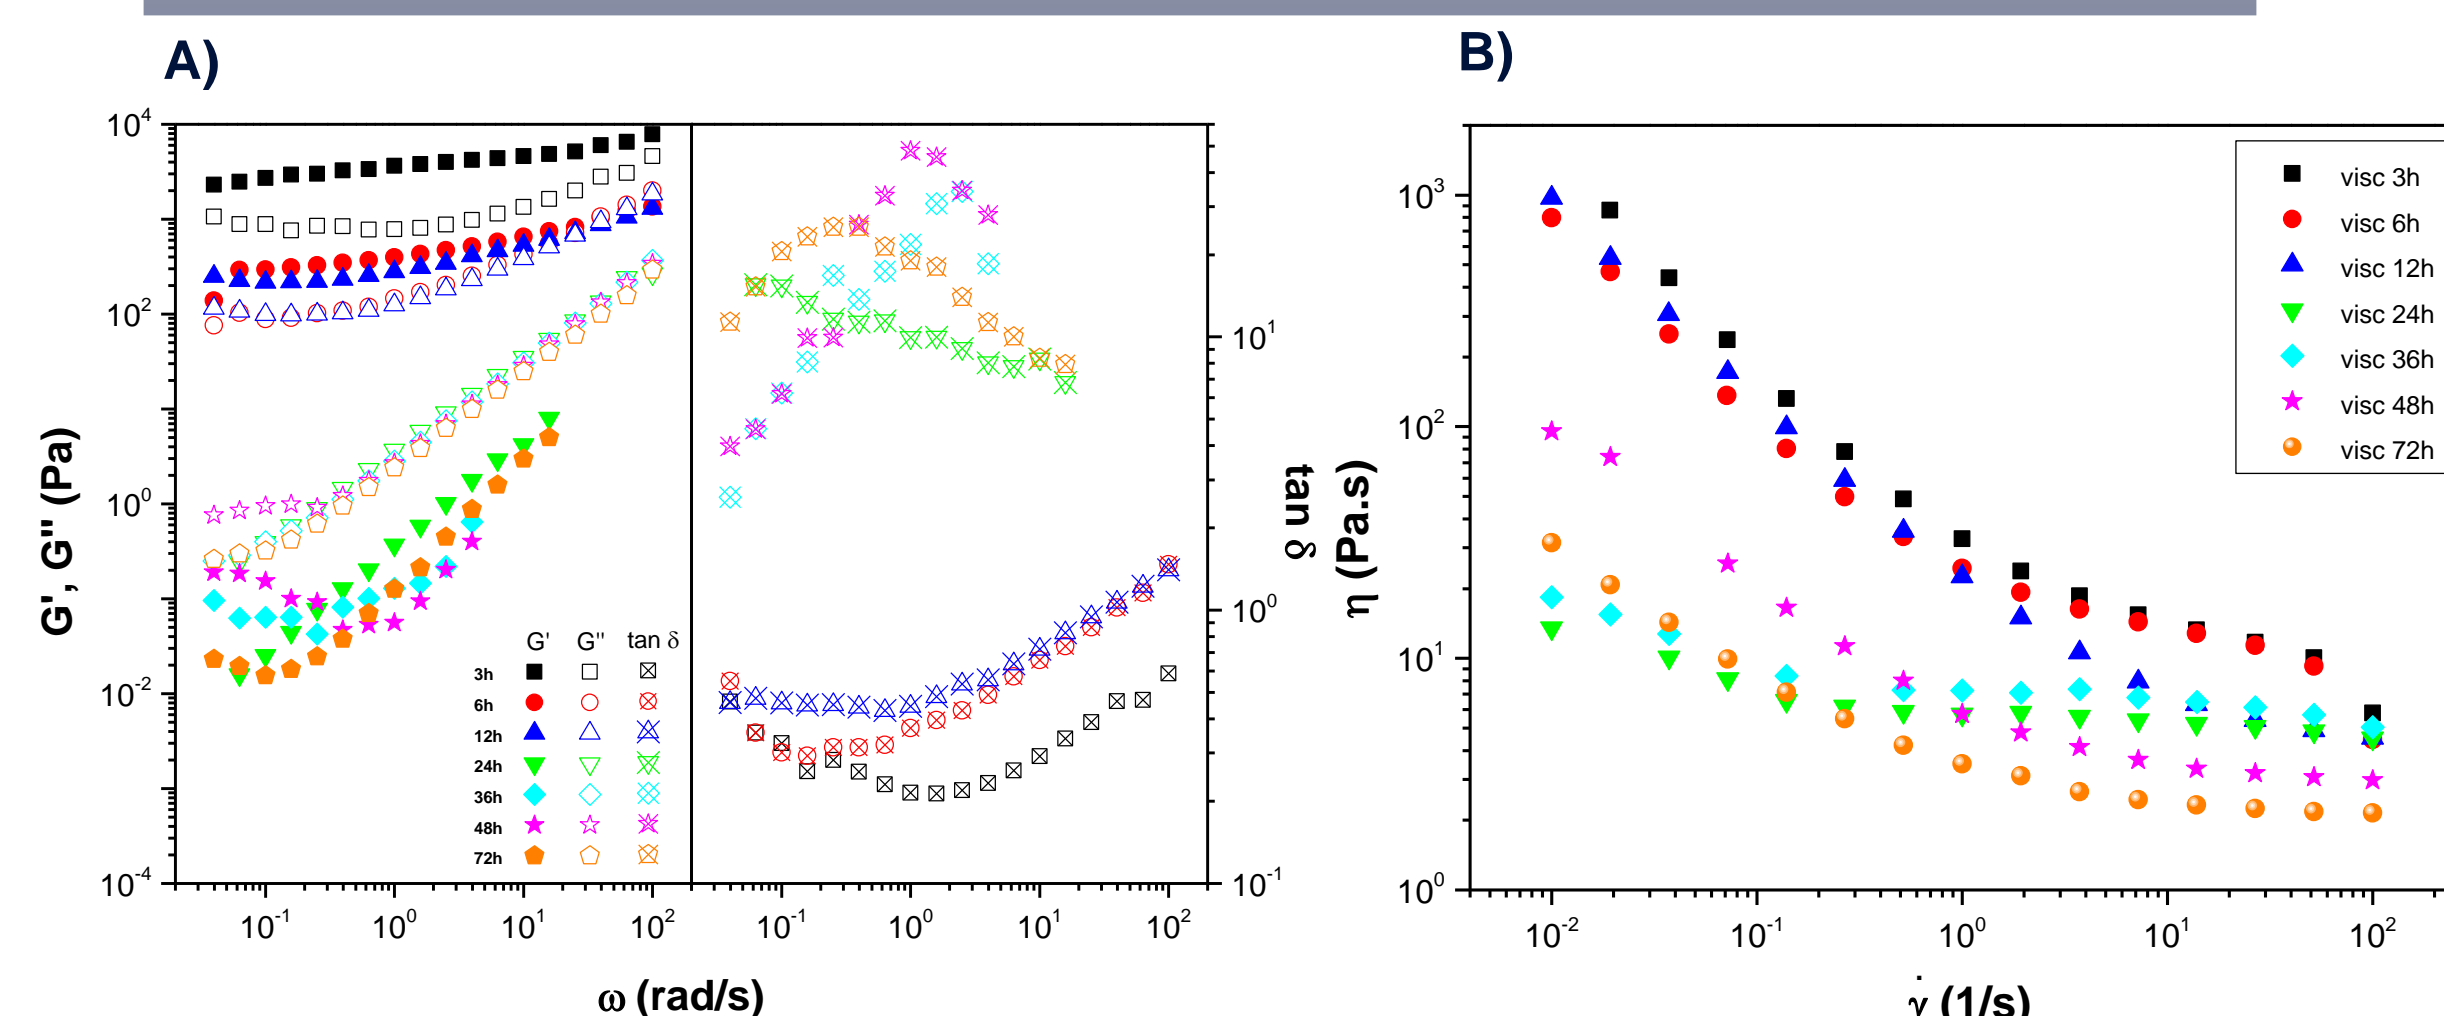 A)
B)
10^4
10^2
10^0
10^-2
10^-4
G', G" (Pa)
G' G" tan δ
3h
6h
12h
24h
36h
48h
72h
10^-1 10^0 10^1 10^2
10^-1 10^0 10^1 10^2
ω (rad/s)
10^1
10^0
10^-1
tan δ
η (Pa.s)
10^3
10^2
10^1
10^0
visc 3h
visc 6h
visc 12h
visc 24h
visc 36h
visc 48h
visc 72h
10^-2 10^-1 10^0 10^1 10^2
γ̇ (1/s)